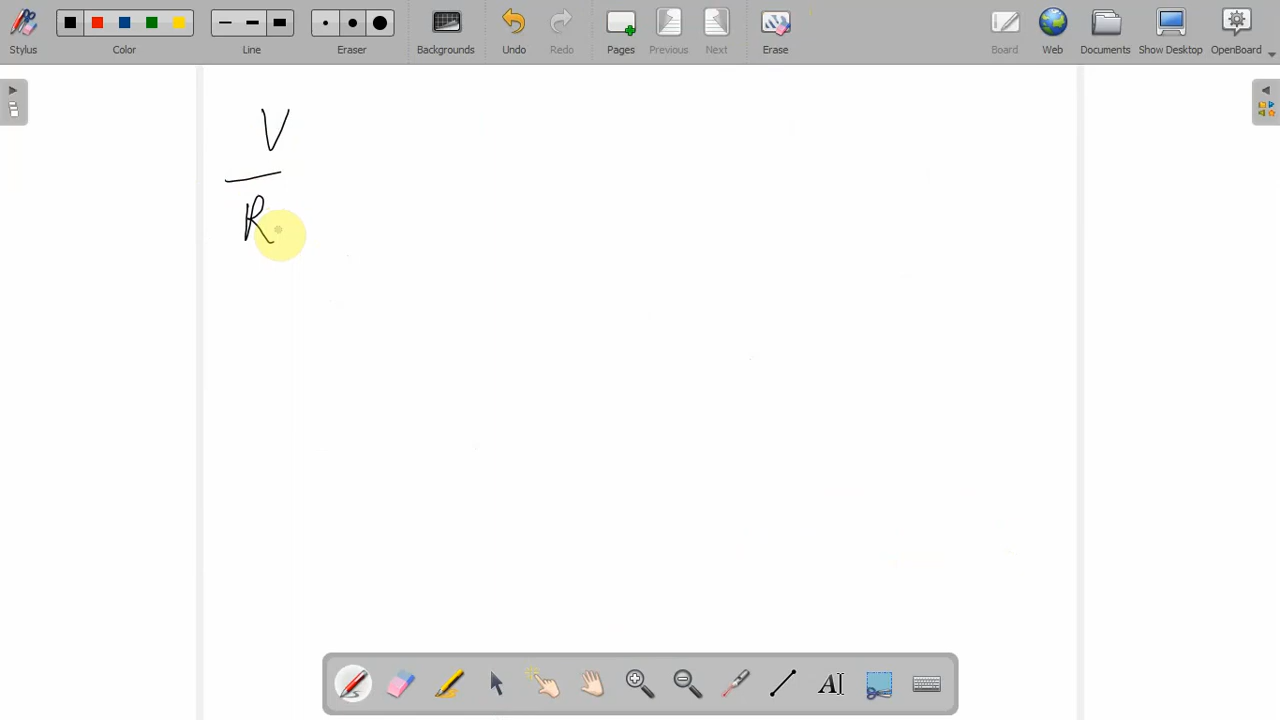 Stylus Color Line Eraser Backgrounds Undo Redo Pages Previous Next Erase Board Web Documents Show Desktop OpenBoard
V
R
A